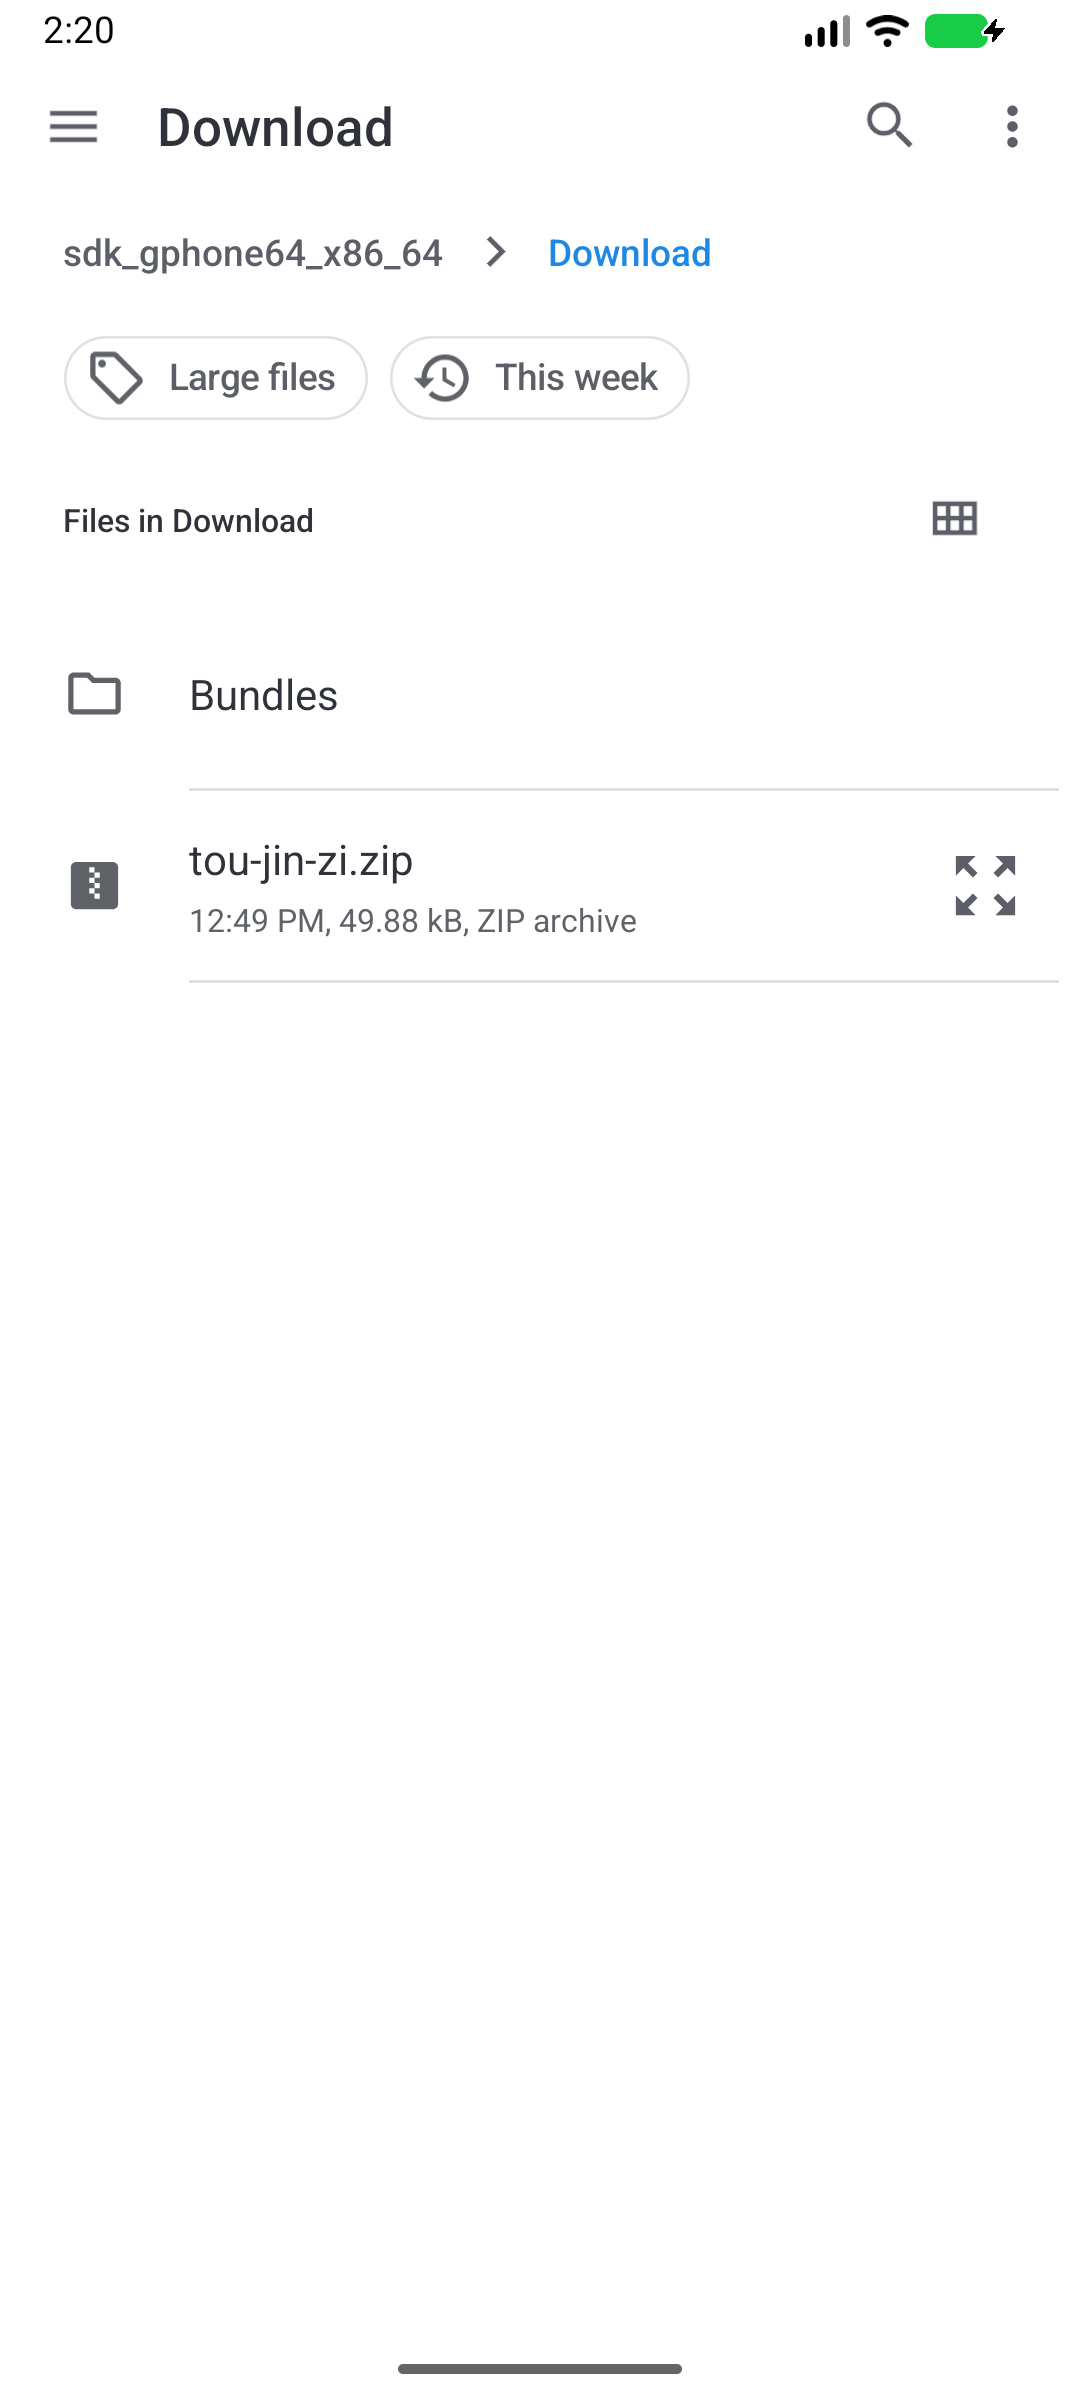 2:20
Download
sdk_gphone64_x86_64 > Download
Large files
This week
Files in Download
Bundles
tou-jin-zi.zip
12:49 PM, 49.88 kB, ZIP archive